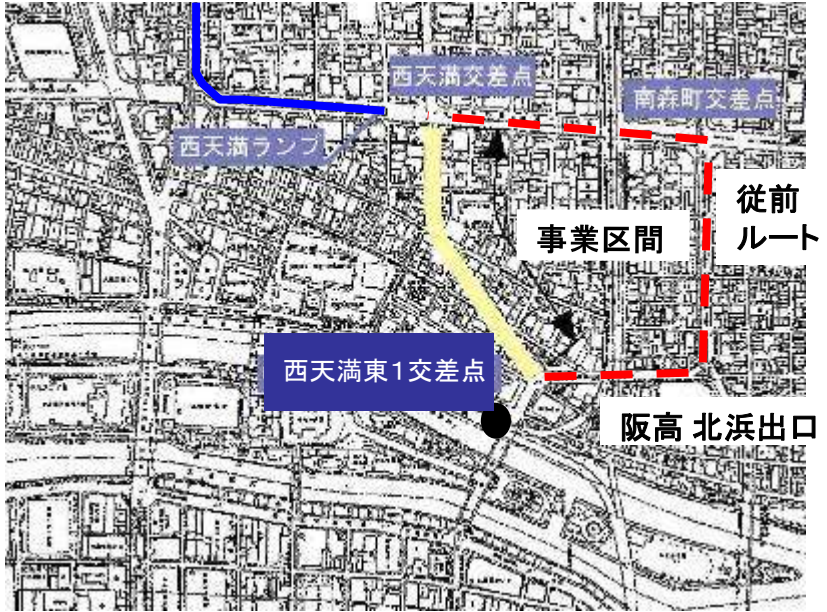 西天満交差点
南森町交差点
西天満ランプ
従前
ルート
事業区間
西天満東1交差点
阪高 北浜出口